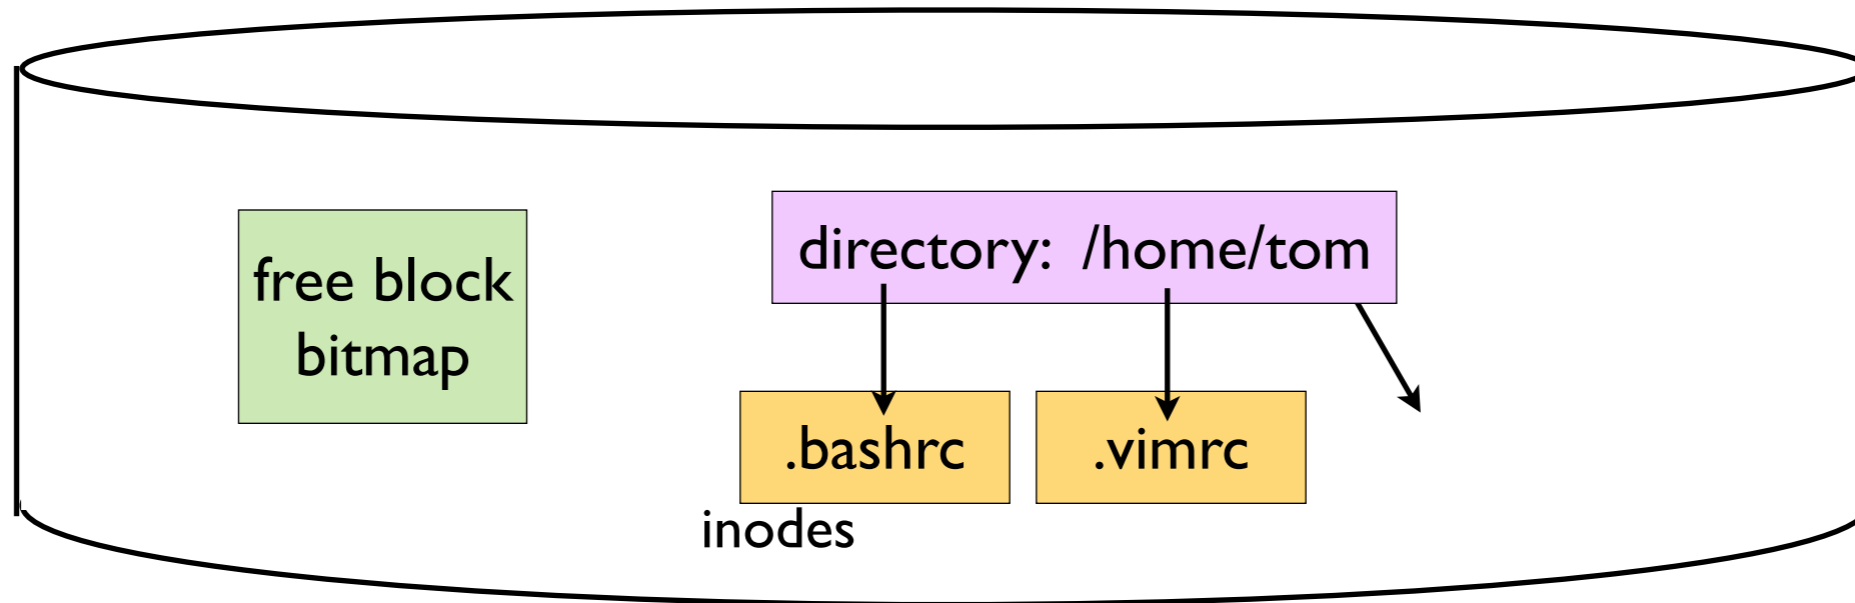 free block
bitmap
directory: /home/tom
.bashrc
.vimrc
inodes